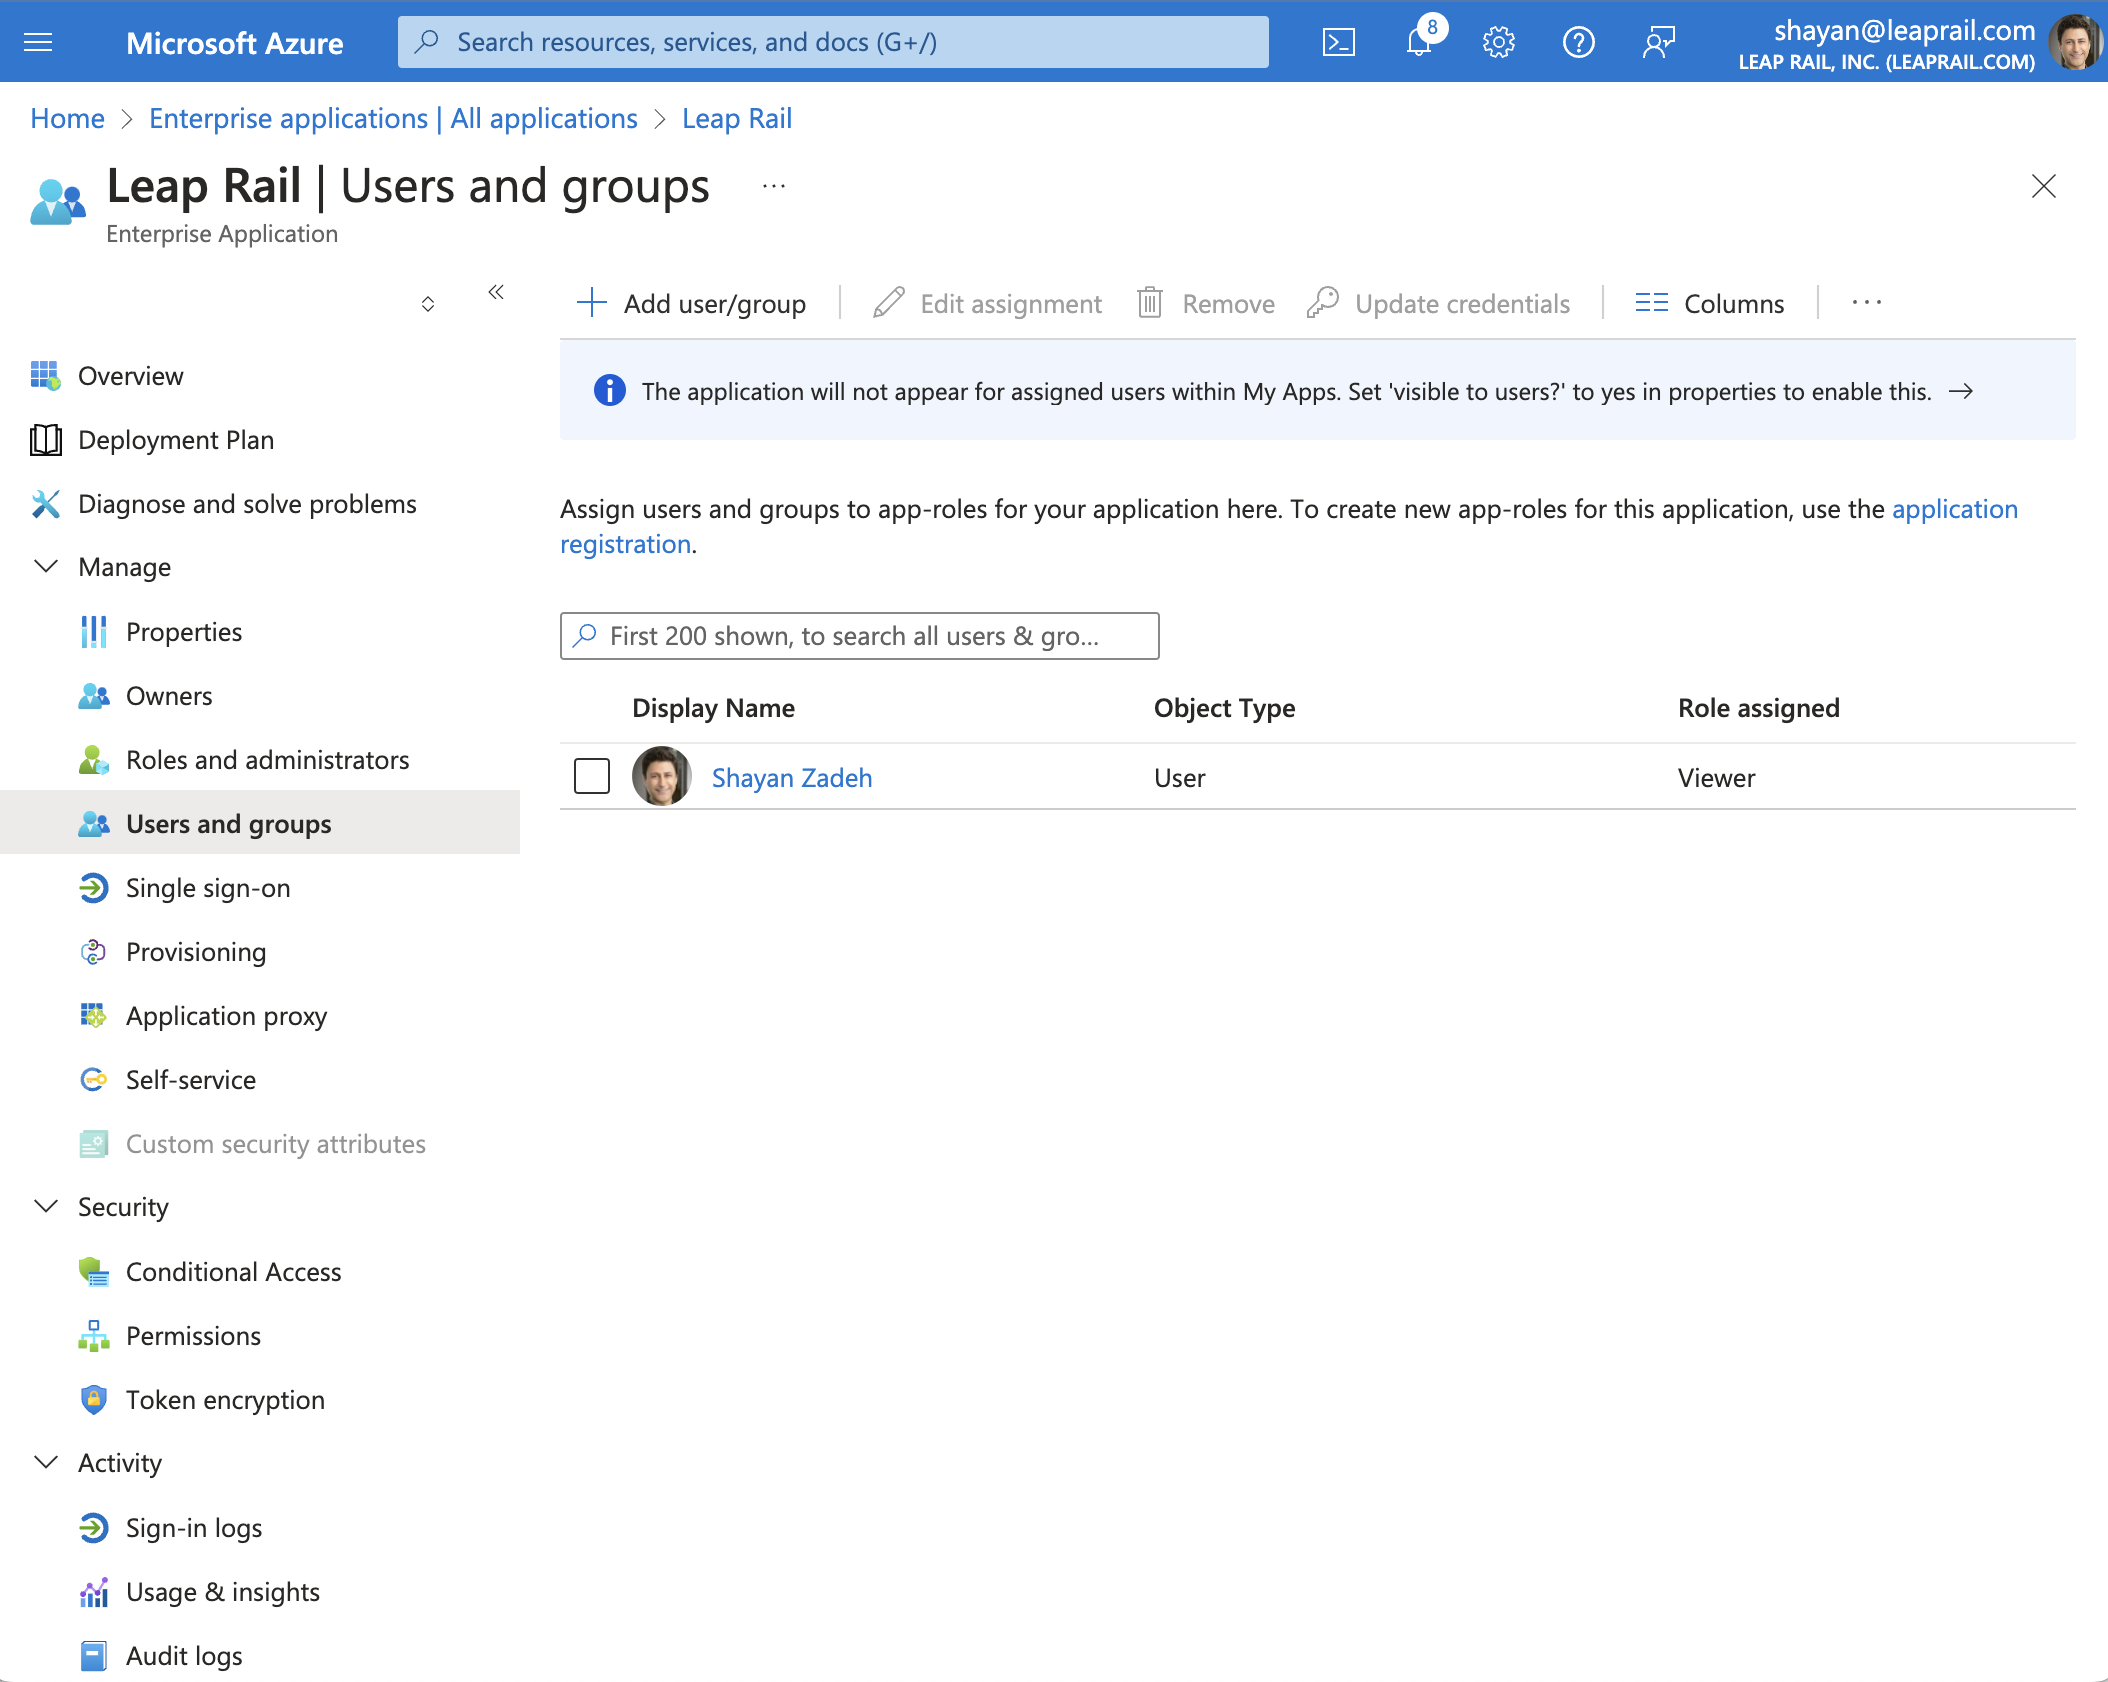 Microsoft Azure
Search resources, services, and docs (G+/)
8
shayan@leaprail.com
LEAP RAIL, INC. (LEAPRAIL.COM)
Home > Enterprise applications | All applications > Leap Rail
Leap Rail | Users and groups ...
Enterprise Application
Add user/group
Edit assignment
Remove
Update credentials
Columns
...
The application will not appear for assigned users within My Apps. Set 'visible to users?' to yes in properties to enable this. →
Assign users and groups to app-roles for your application here. To create new app-roles for this application, use the application
registration.
First 200 shown, to search all users & gro...
Display Name
Object Type
Role assigned
Shayan Zadeh
User
Viewer
Overview
Deployment Plan
Diagnose and solve problems
Manage
Properties
Owners
Roles and administrators
Users and groups
Single sign-on
Provisioning
Application proxy
Self-service
Custom security attributes
Security
Conditional Access
Permissions
Token encryption
Activity
Sign-in logs
Usage & insights
Audit logs